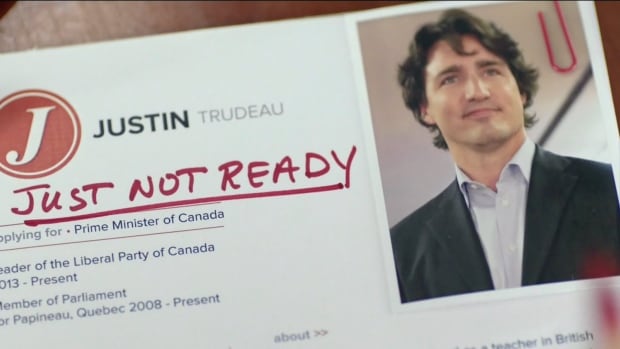 J
JUSTIN TRUDEAU
JUST NOT READY
pplying for • Prime Minister of Canada
eader of the Liberal Party of Canada
013 - Present
Member of Parliament
or Papineau, Quebec 2008 - Present
about >>
a teacher in British